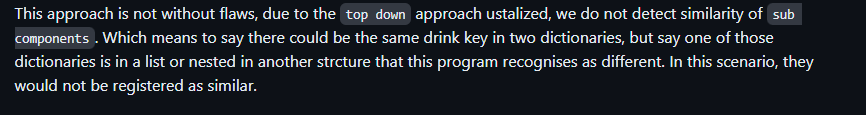 This approach is not without flaws, due to the top down approach ustalized, we do not detect similarity of sub
components. Which means to say there could be the same drink key in two dictionaries, but say one of those
dictionaries is in a list or nested in another strcture that this program recognises as different. In this scenario, they
would not be registered as similar.